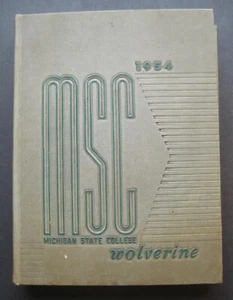 1954
MSC
MICHIGAN STATE COLLEGE
wolverine